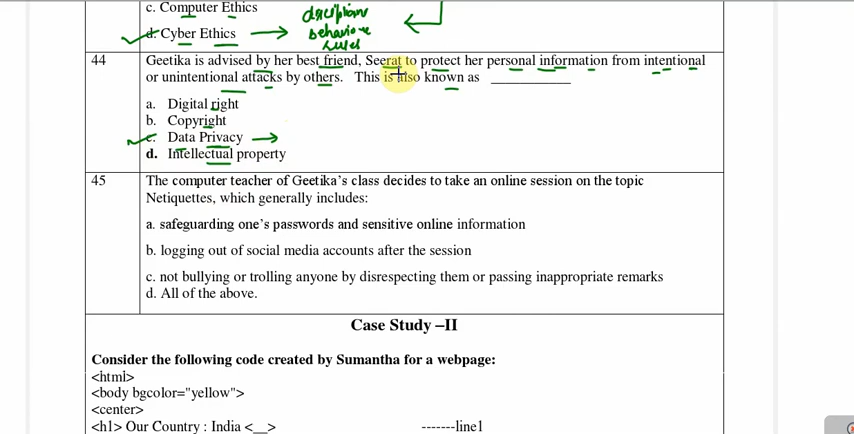 c. Computer Ethics
d. Cyber Ethics
behaviour
rules
44
Geetika is advised by her best friend, Seerat to protect her personal information from intentional
or unintentional attacks by others. This is also known as ___________
a. Digital right
b. Copyright
c. Data Privacy
d. Intellectual property
45
The computer teacher of Geetika's class decides to take an online session on the topic
Netiquettes, which generally includes:
a. safeguarding one's passwords and sensitive online information
b. logging out of social media accounts after the session
c. not bullying or trolling anyone by disrespecting them or passing inappropriate remarks
d. All of the above.
Case Study –II
Consider the following code created by Sumantha for a webpage:
<html>
<body bgcolor="yellow">
<center>
<h1> Our Country : India <__> -------line1